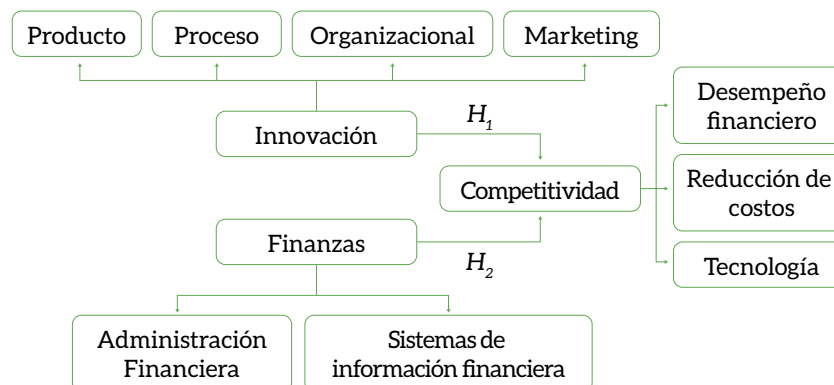 Producto
Proceso
Organizacional
Marketing
Innovación
H1
Desempeño
financiero
Competitividad
Reducción de
costos
Finanzas
H2
Tecnología
Administración
Financiera
Sistemas de
información financiera